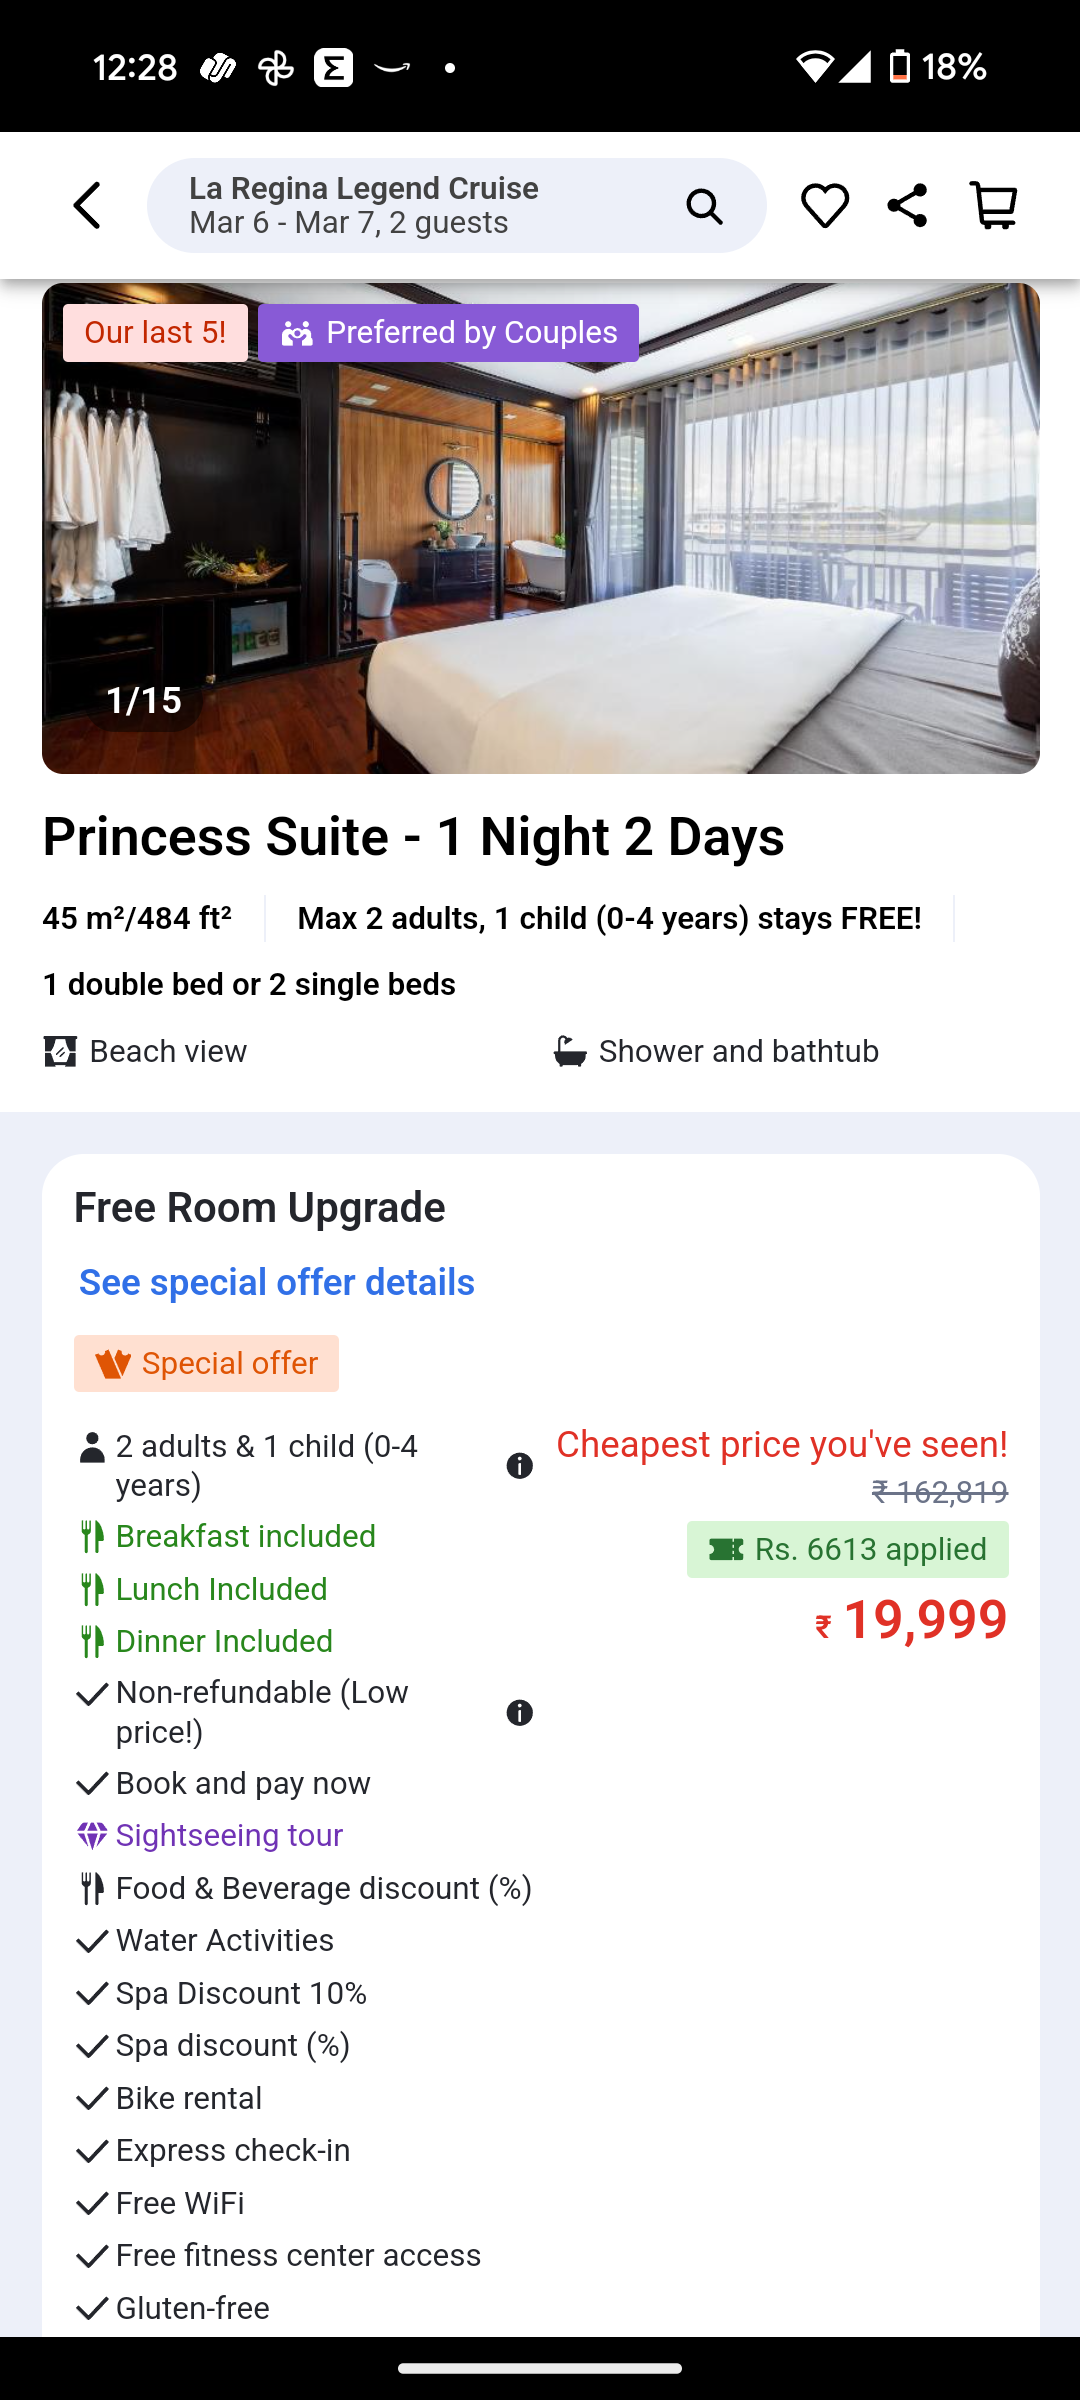 12:28
18%
La Regina Legend Cruise
Mar 6 - Mar 7, 2 guests
Our last 5!
Preferred by Couples
1/15
Princess Suite - 1 Night 2 Days
45 m²/484 ft²
Max 2 adults, 1 child (0-4 years) stays FREE!
1 double bed or 2 single beds
Beach view
Shower and bathtub
Free Room Upgrade
See special offer details
Special offer
2 adults & 1 child (0-4
years)
Cheapest price you've seen!
₹ 162,819
Rs. 6613 applied
₹ 19,999
Breakfast included
Lunch Included
Dinner Included
Non-refundable (Low
price!)
Book and pay now
Sightseeing tour
Food & Beverage discount (%)
Water Activities
Spa Discount 10%
Spa discount (%)
Bike rental
Express check-in
Free WiFi
Free fitness center access
Gluten-free